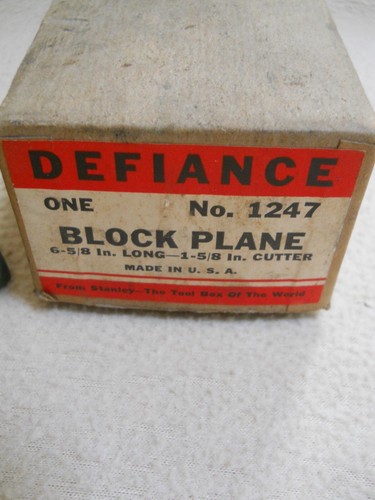 DEFIANCE
ONE No. 1247
BLOCK PLANE
6-5/8 In. LONG—1-5/8 In. CUTTER
MADE IN U. S. A.
From Stanley—The Tool Box Of The World